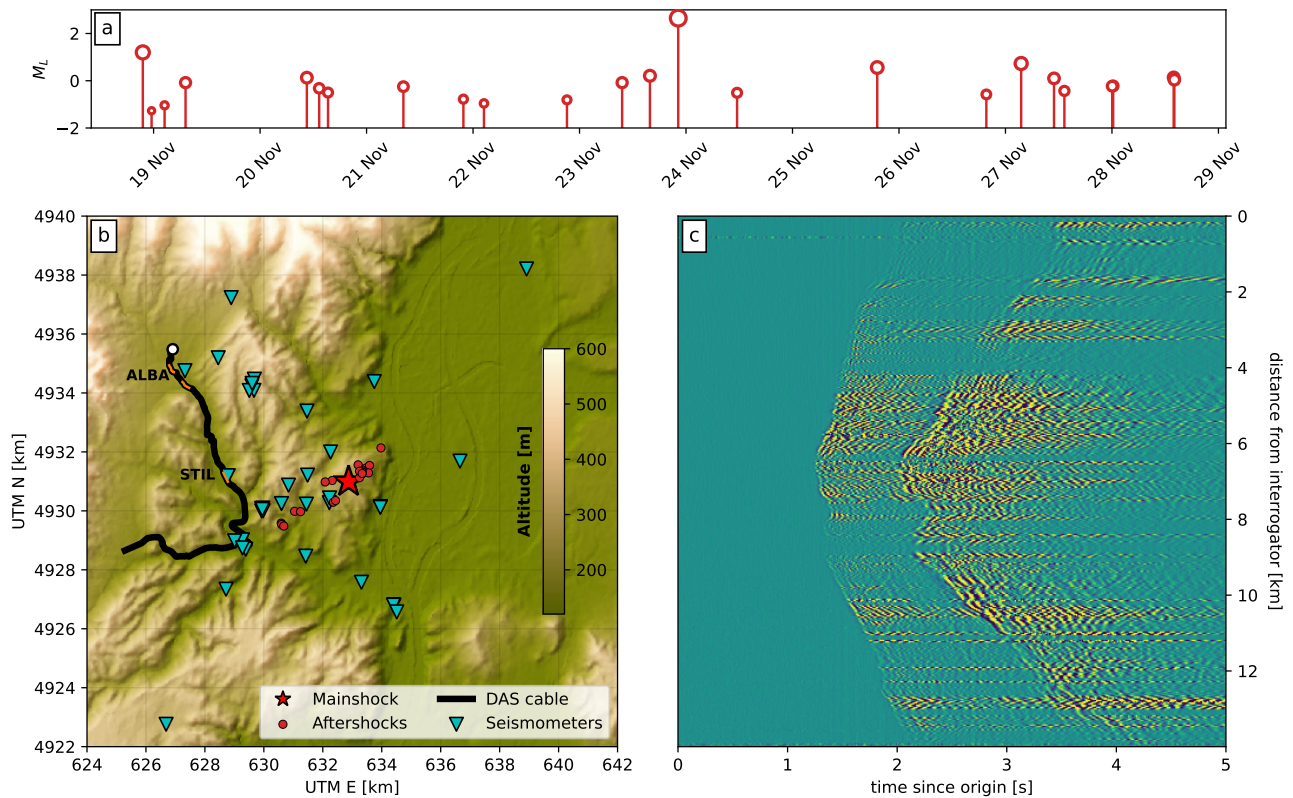 a
M_L
2
0
−2
19 Nov 20 Nov 21 Nov 22 Nov 23 Nov 24 Nov 25 Nov 26 Nov 27 Nov 28 Nov 29 Nov
b
UTM N [km]
4940
4938
4936
4934
4932
4930
4928
4926
4924
4922
ALBA
STIL
Altitude [m]
600
500
400
300
200
Mainshock DAS cable
Aftershocks Seismometers
624 626 628 630 632 634 636 638 640 642
UTM E [km]
c
0
2
4
6
8
10
12
distance from interrogator [km]
0 1 2 3 4 5
time since origin [s]